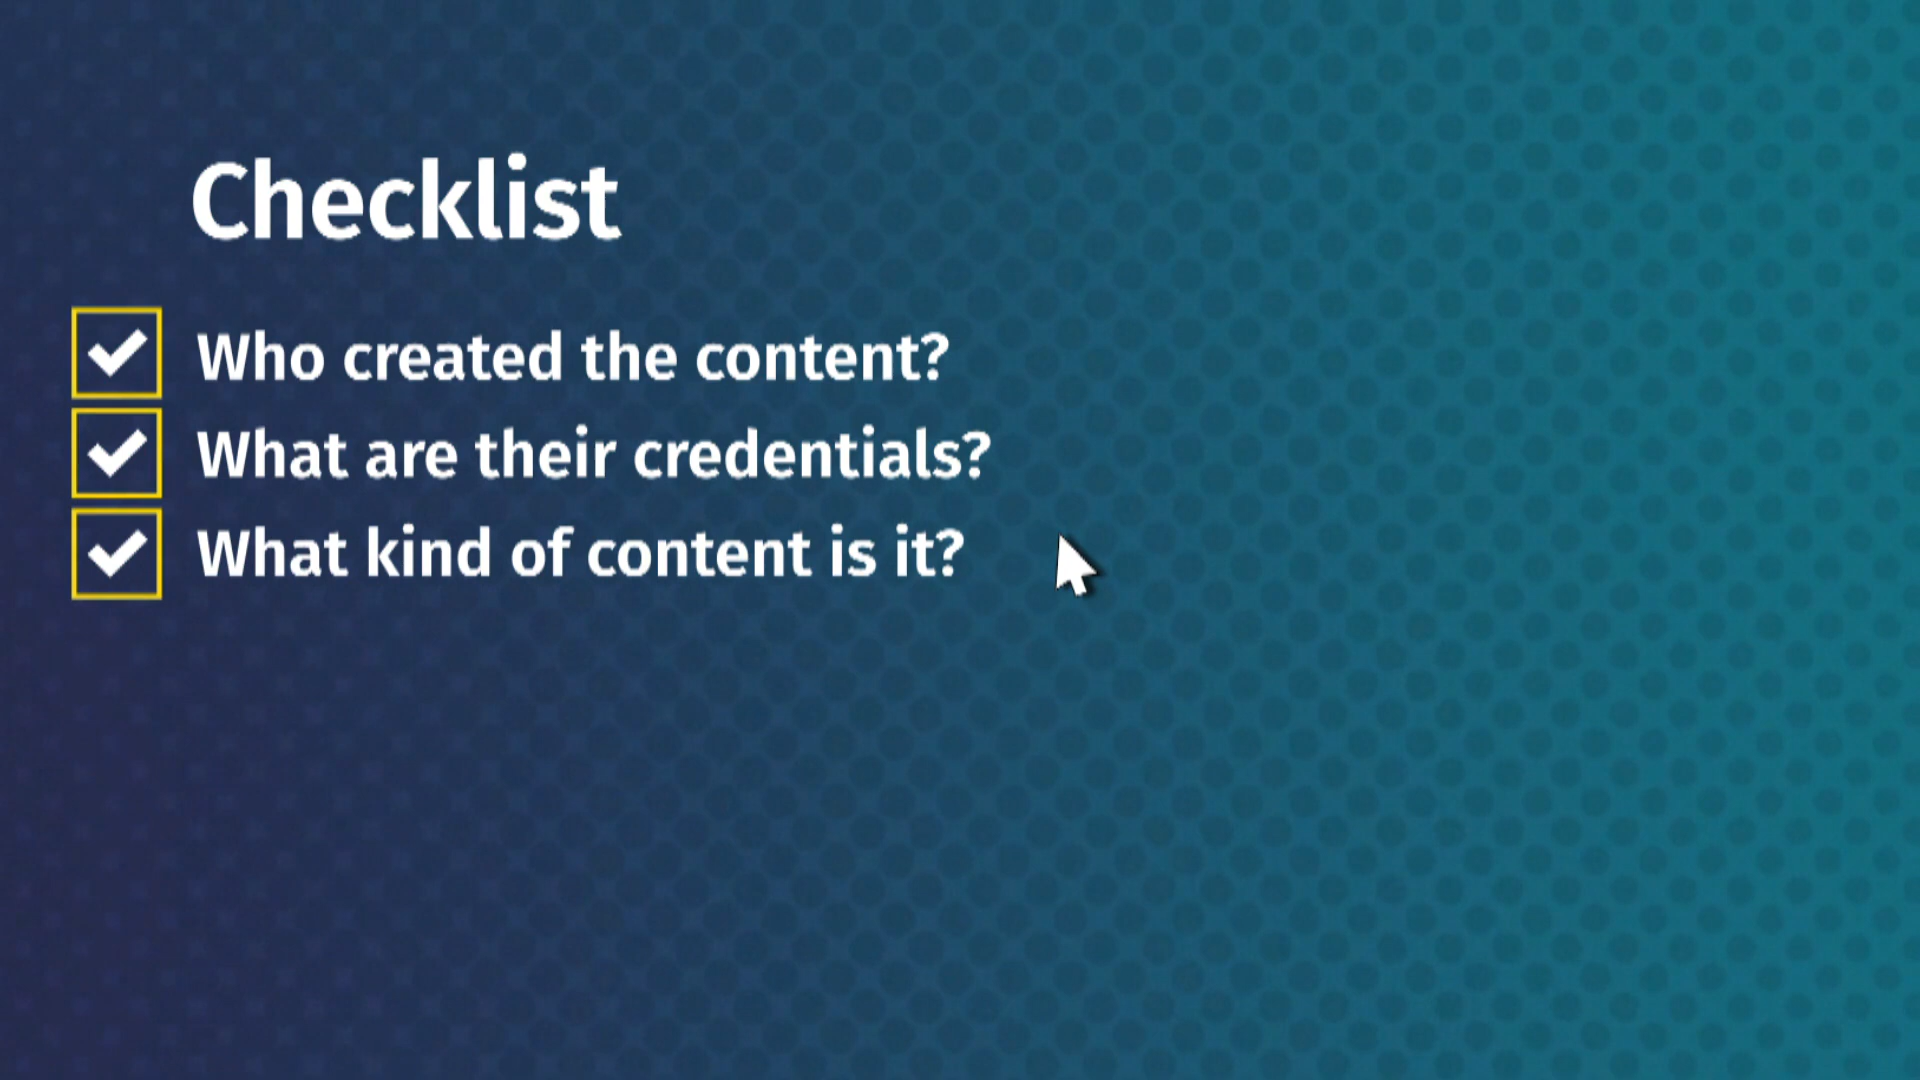 Checklist
Who created the content?
What are their credentials?
What kind of content is it?